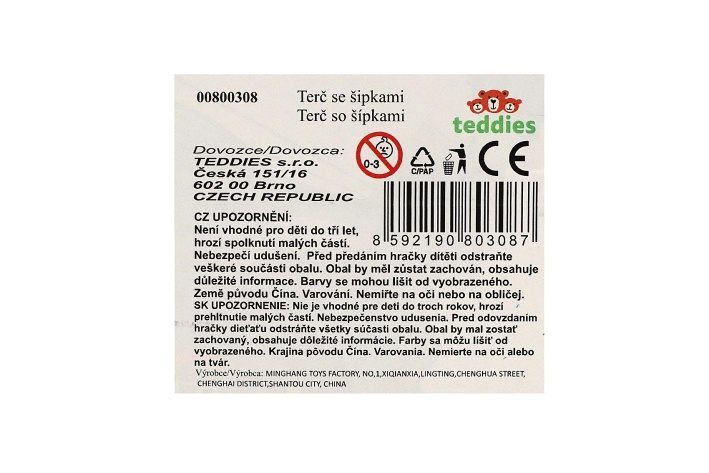 00800308
Terč se šipkami
Terč so šípkami
teddies
Dovozce/Dovozca:
TEDDIES s.r.o.
Česká 151/16
602 00 Brno
CZECH REPUBLIC
0-3
C/PAP
CE
8 592190 803087
CZ UPOZORNĚNÍ:
Není vhodné pro děti do tří let,
hrozí spolknutí malých částí.
Nebezpečí udušení. Před předáním hračky dítěti odstraňte
veškeré součásti obalu. Obal by měl zůstat zachován, obsahuje
důležité informace. Barvy se mohou lišit od vyobrazeného.
Země původu Čína. Varování. Nemiřte na oči nebo na obličej.
SK UPOZORNENIE: Nie je vhodné pre deti do troch rokov, hrozí
prehltnutie malých častí. Nebezpečenstvo udusenia. Pred odovzdaním
hračky dieťaťu odstráňte všetky súčasti obalu. Obal by mal zostať
zachovaný, obsahuje dôležité informácie. Farby sa môžu líšiť od
vyobrazeného. Krajina pôvodu Čína. Varovania. Nemierte na oči alebo
na tvár.
Výrobce/Výrobca: MINGHANG TOYS FACTORY, NO,1,XIQIANXIA,LINGTING,CHENGHUA STREET,
CHENGHAI DISTRICT,SHANTOU CITY, CHINA